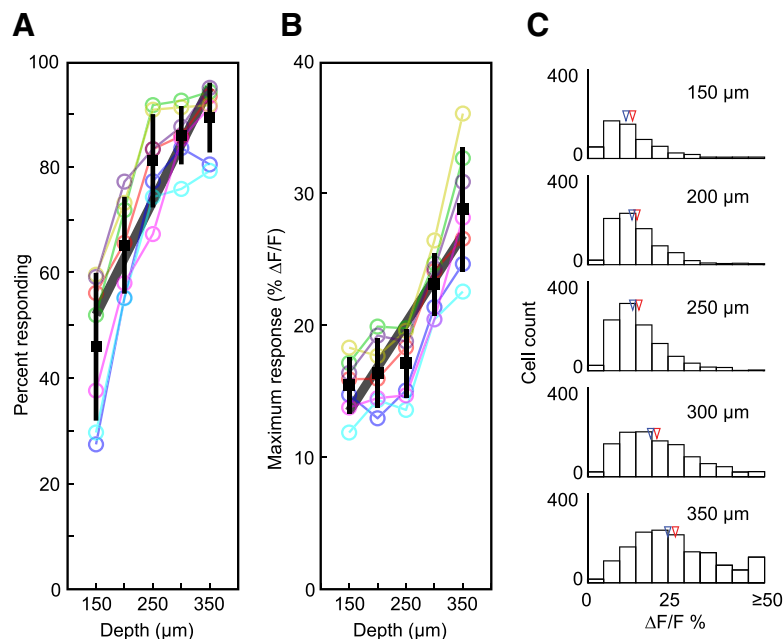 A
B
C
100
80
60
40
20
0
Percent responding
150
250
350
Depth (µm)
40
30
20
10
0
Maximum response (% ΔF/F)
150
250
350
Depth (µm)
400
0
150 µm
400
0
200 µm
400
0
250 µm
400
0
300 µm
400
0
350 µm
Cell count
0
25
≥50
ΔF/F %